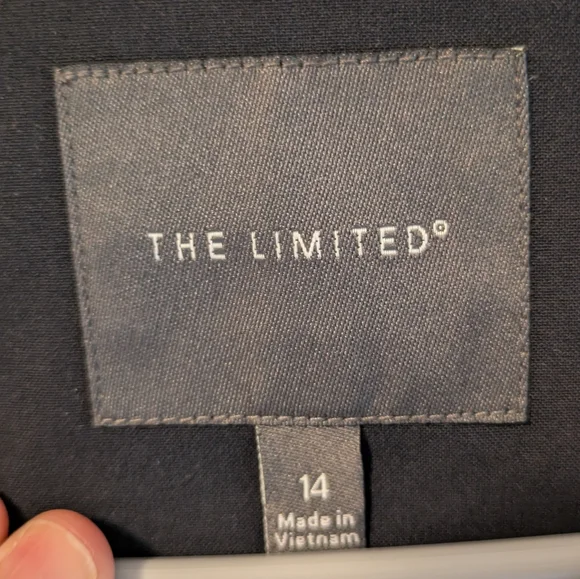 THE LIMITED®
14
Made in
Vietnam